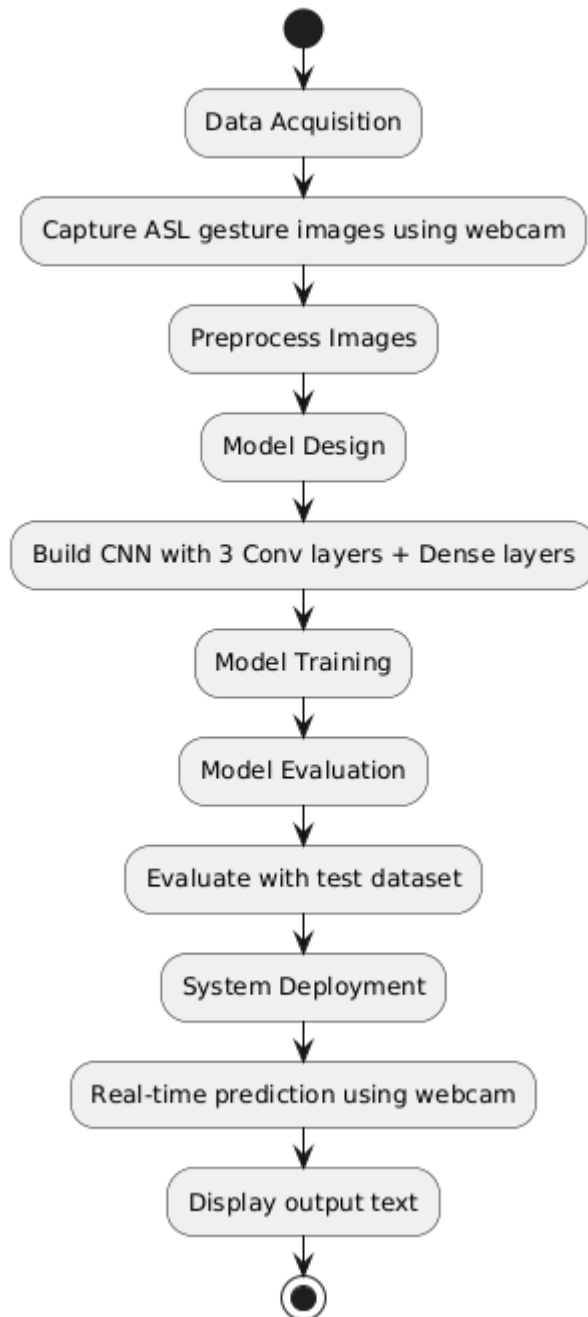 Data Acquisition
Capture ASL gesture images using webcam
Preprocess Images
Model Design
Build CNN with 3 Conv layers + Dense layers
Model Training
Model Evaluation
Evaluate with test dataset
System Deployment
Real-time prediction using webcam
Display output text